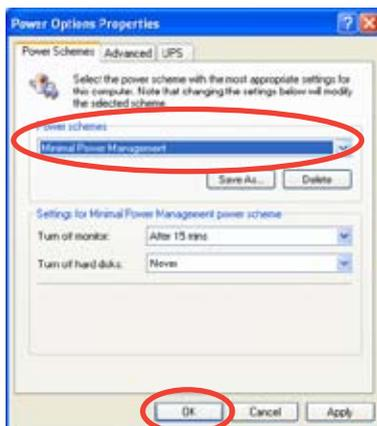 Power Options Properties
Power Schemes Advanced UPS
Select the power scheme with the most appropriate settings for
this computer. Note that changing the settings below will modify
the selected scheme.
Power schemes
Minimal Power Management
Save As... Delete
Settings for Minimal Power Management power scheme
Turn off monitor: After 15 mins
Turn off hard disks: Never
OK Cancel Apply